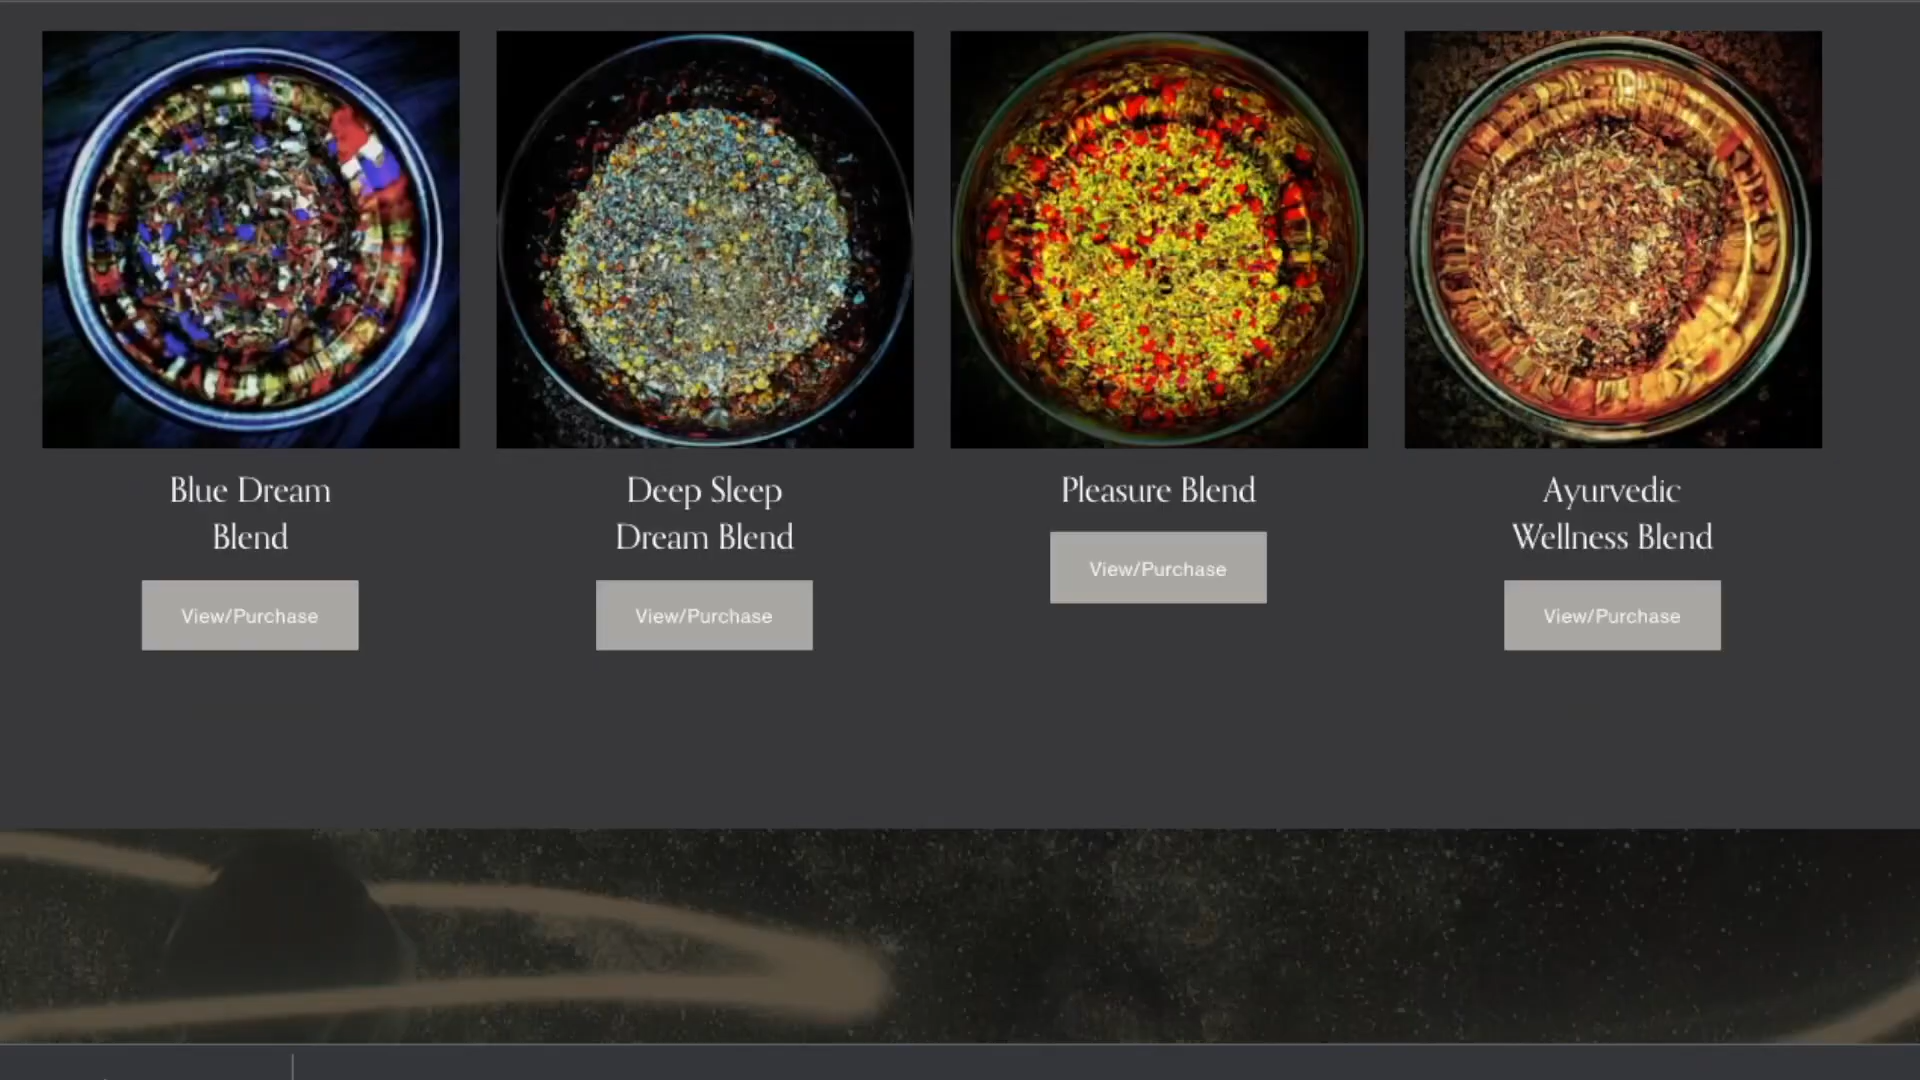 Blue Dream
Blend
View/Purchase
Deep Sleep
Dream Blend
View/Purchase
Pleasure Blend
View/Purchase
Ayurvedic
Wellness Blend
View/Purchase